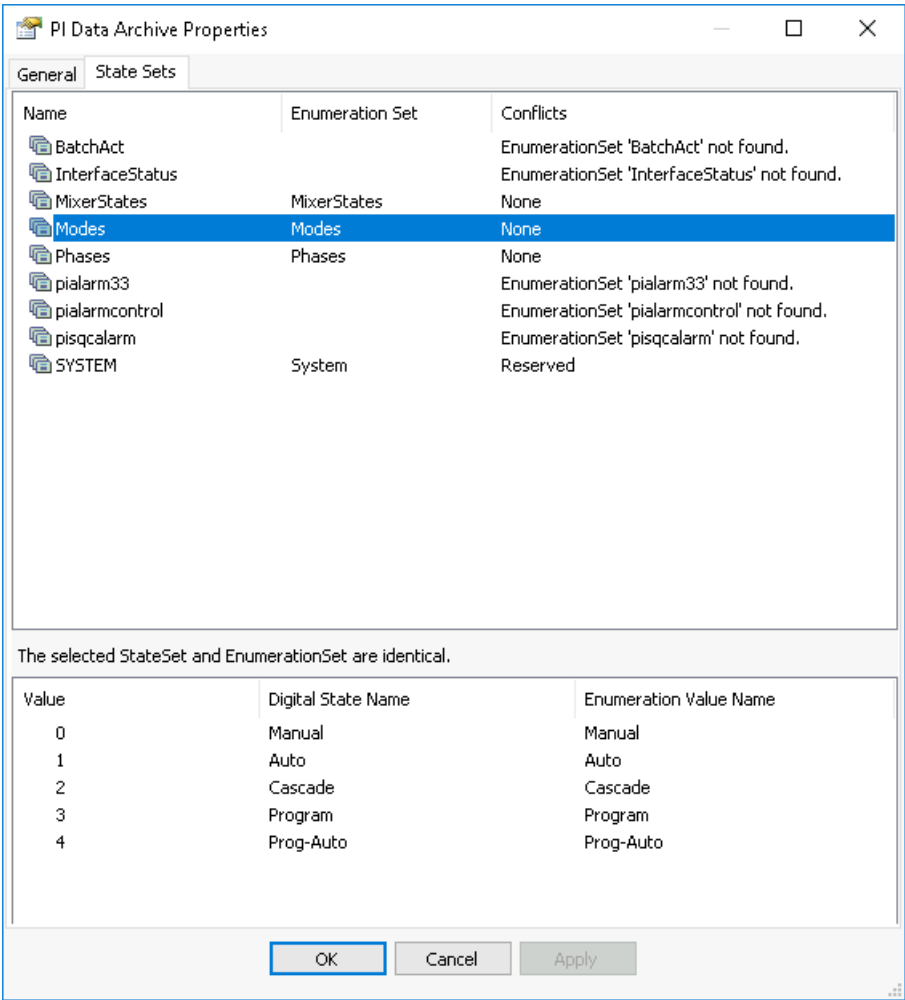 PI Data Archive Properties
General State Sets
Name Enumeration Set Conflicts
BatchAct EnumerationSet 'BatchAct' not found.
InterfaceStatus EnumerationSet 'InterfaceStatus' not found.
MixerStates MixerStates None
Modes Modes None
Phases Phases None
pialarm33 EnumerationSet 'pialarm33' not found.
pialarmcontrol EnumerationSet 'pialarmcontrol' not found.
pisqcalarm EnumerationSet 'pisqcalarm' not found.
SYSTEM System Reserved
The selected StateSet and EnumerationSet are identical.
Value Digital State Name Enumeration Value Name
0 Manual Manual
1 Auto Auto
2 Cascade Cascade
3 Program Program
4 Prog-Auto Prog-Auto
OK Cancel Apply